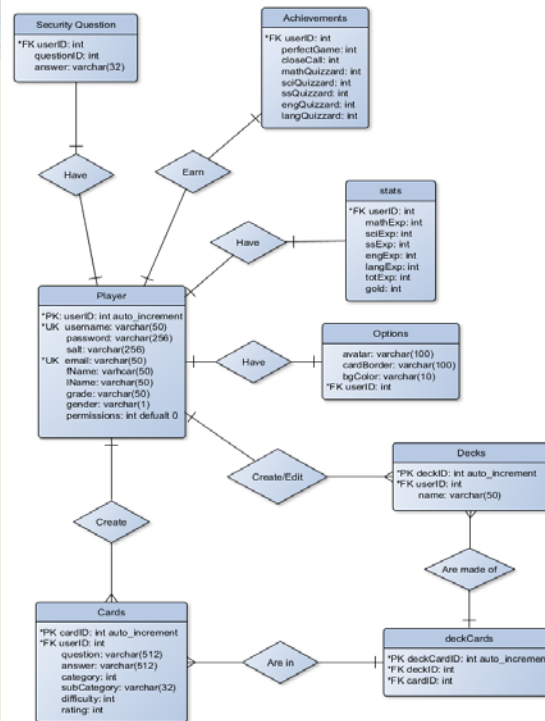 Security Question
*FK userID: int
questionID: int
answer: varchar(32)
Achievements
*FK userID: int
perfectGame: int
closeCall: int
mathQuizzard: int
sciQuizzard: int
ssQuizzard: int
engQuizzard: int
langQuizzard: int
Have
Earn
stats
*FK userID: int
mathExp: int
sciExp: int
ssExp: int
engExp: int
langExp: int
totExp: int
gold: int
Have
Player
*PK: userID: int auto_increment
*UK username: varchar(50)
password: varchar(256)
salt: varchar(256)
*UK email: varchar(50)
fName: varhcar(50)
lName: varchar(50)
grade: varchar(50)
gender: varchar(1)
permissions: int defualt 0
Options
avatar: varchar(100)
cardBorder: varchar(100)
bgColor: varchar(10)
*FK userID: int
Have
Create/Edit
Decks
*PK deckID: int auto_increment
*FK userID: int
name: varchar(50)
Create
Are made of
Cards
*PK cardID: int auto_increment
*FK userID: int
question: varchar(512)
answer: varchar(512)
category: int
subCategory: varchar(32)
difficulty: int
rating: int
Are in
deckCards
*PK deckCardID: int auto_incremen
*FK deckID: int
*FK cardID: int